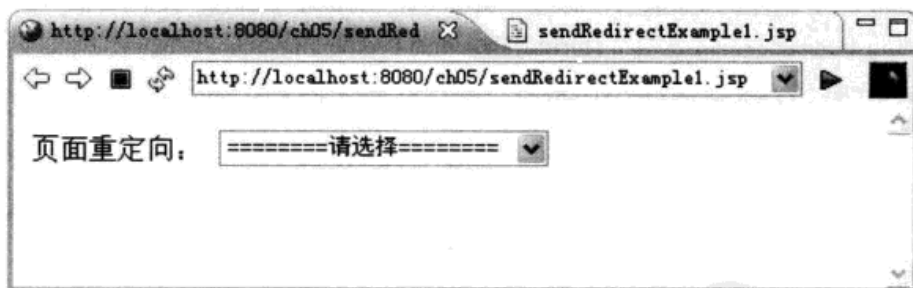 http://localhost:8080/ch05/sendRed
sendRedirectExample1.jsp
http://localhost:8080/ch05/sendRedirectExample1.jsp
页面重定向： ========请选择========